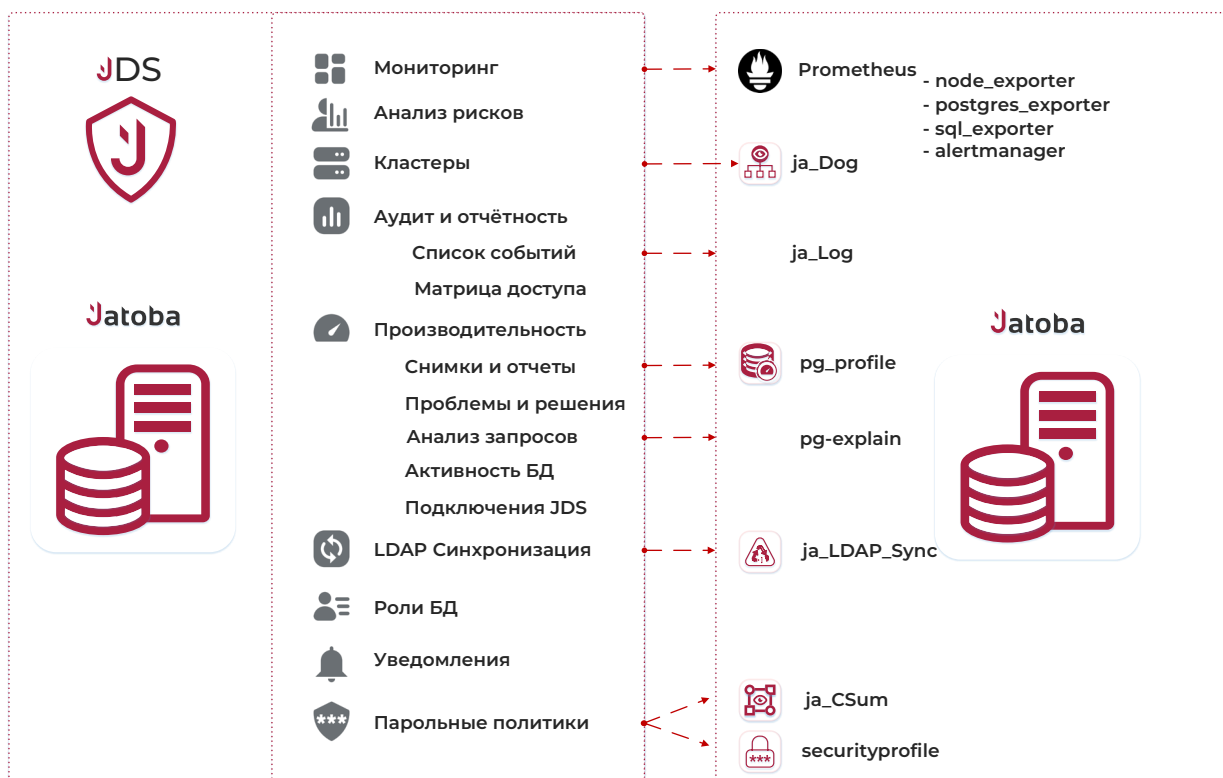 JDS
Jatoba
Мониторинг
Анализ рисков
Кластеры
Аудит и отчётность
Список событий
Матрица доступа
Производительность
Снимки и отчеты
Проблемы и решения
Анализ запросов
Активность БД
Подключения JDS
LDAP Синхронизация
Роли БД
Уведомления
***
Парольные политики
Prometheus
- node_exporter
- postgres_exporter
- sql_exporter
- alertmanager
ja_Dog
ja_Log
pg_profile
pg-explain
ja_LDAP_Sync
ja_CSum
***
securityprofile
Jatoba